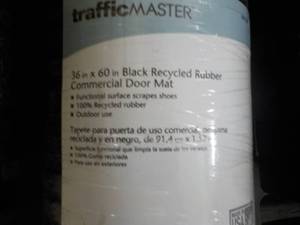 trafficMASTER
36 in x 60 in Black Recycled Rubber
Commercial Door Mat
• Functional surface scrapes shoes
• 100% Recycled rubber
• Outdoor use
Tapete para puerta de uso comercial,
reciclada y en negro, de 91,4 cm x
• Superficie funcional que limpia la suela de los zapatos
• 100% Goma reciclada
• Para uso en exteriores